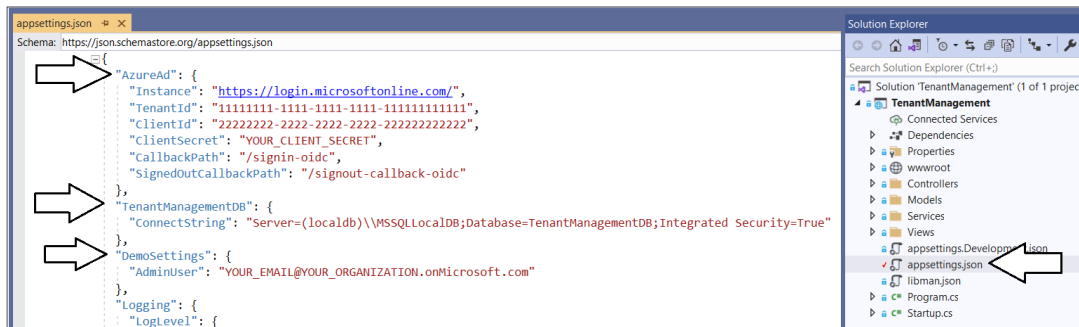 appsettings.json
Schema: https://json.schemastore.org/appsettings.json
{
"AzureAd": {
"Instance": "https://login.microsoftonline.com/",
"TenantId": "11111111-1111-1111-1111-111111111111",
"ClientId": "22222222-2222-2222-2222-222222222222",
"ClientSecret": "YOUR_CLIENT_SECRET",
"CallbackPath": "/signin-oidc",
"SignedOutCallbackPath": "/signout-callback-oidc"
},
"TenantManagementDB": {
"ConnectString": "Server=(localdb)\\MSSQLLocalDB;Database=TenantManagementDB;Integrated Security=True"
},
"DemoSettings": {
"AdminUser": "YOUR_EMAIL@YOUR_ORGANIZATION.onMicrosoft.com"
},
"Logging": {
"LogLevel": {
Solution Explorer
Search Solution Explorer (Ctrl+;)
Solution 'TenantManagement' (1 of 1 projec
TenantManagement
Connected Services
Dependencies
Properties
wwwroot
Controllers
Models
Services
Views
appsettings.Development.json
appsettings.json
libman.json
C# Program.cs
C# Startup.cs